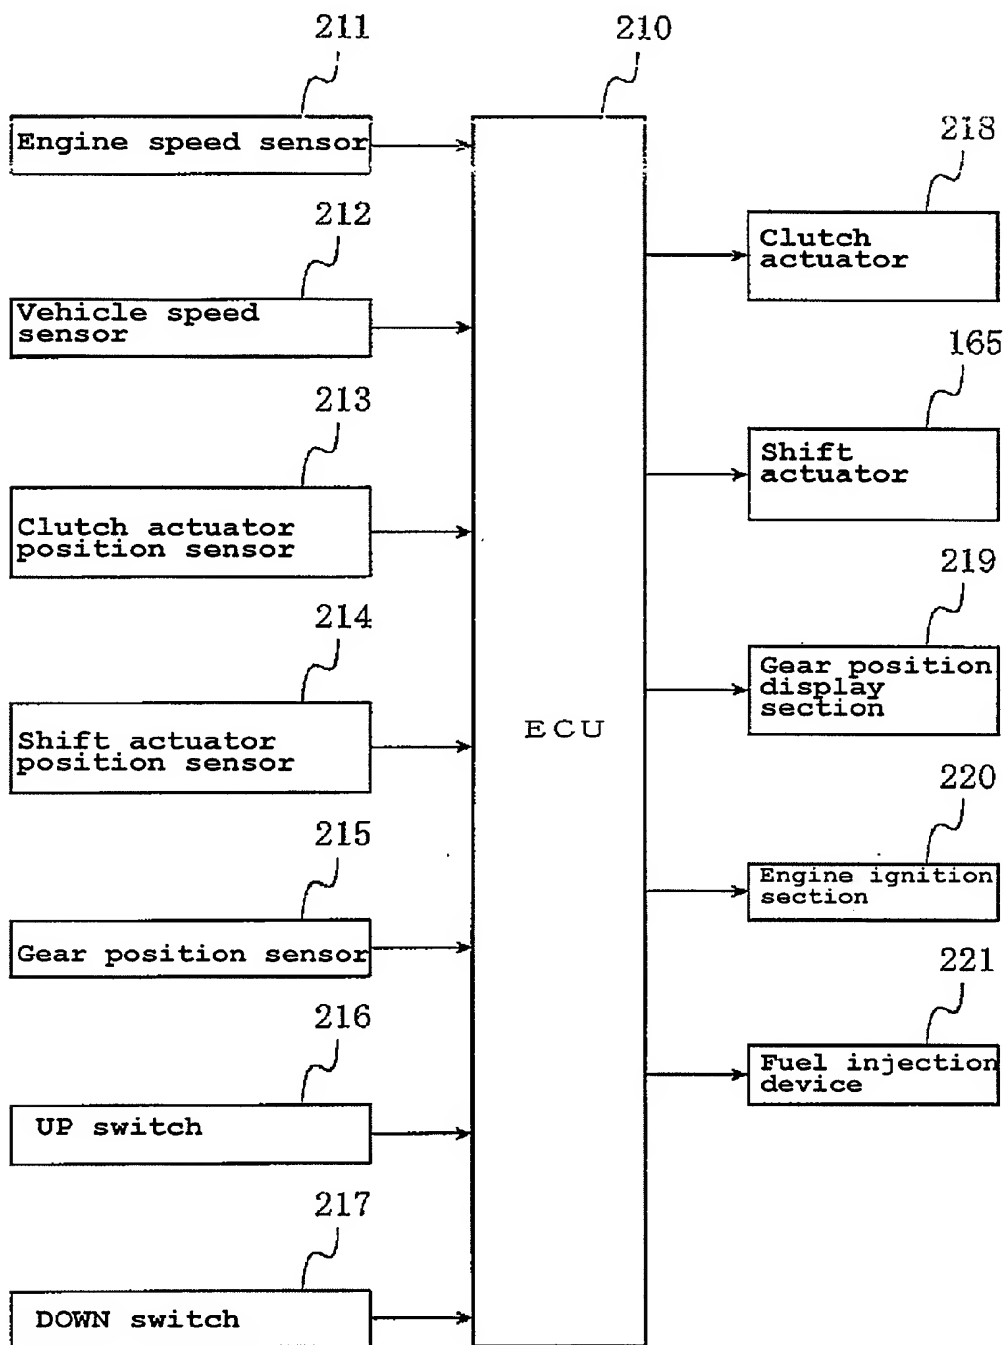 211
Engine speed sensor
212
Vehicle speed
sensor
213
Clutch actuator
position sensor
214
Shift actuator
position sensor
215
Gear position sensor
216
UP switch
217
DOWN switch
210
ECU
218
Clutch
actuator
165
Shift
actuator
219
Gear position
display
section
220
Engine ignition
section
221
Fuel injection
device